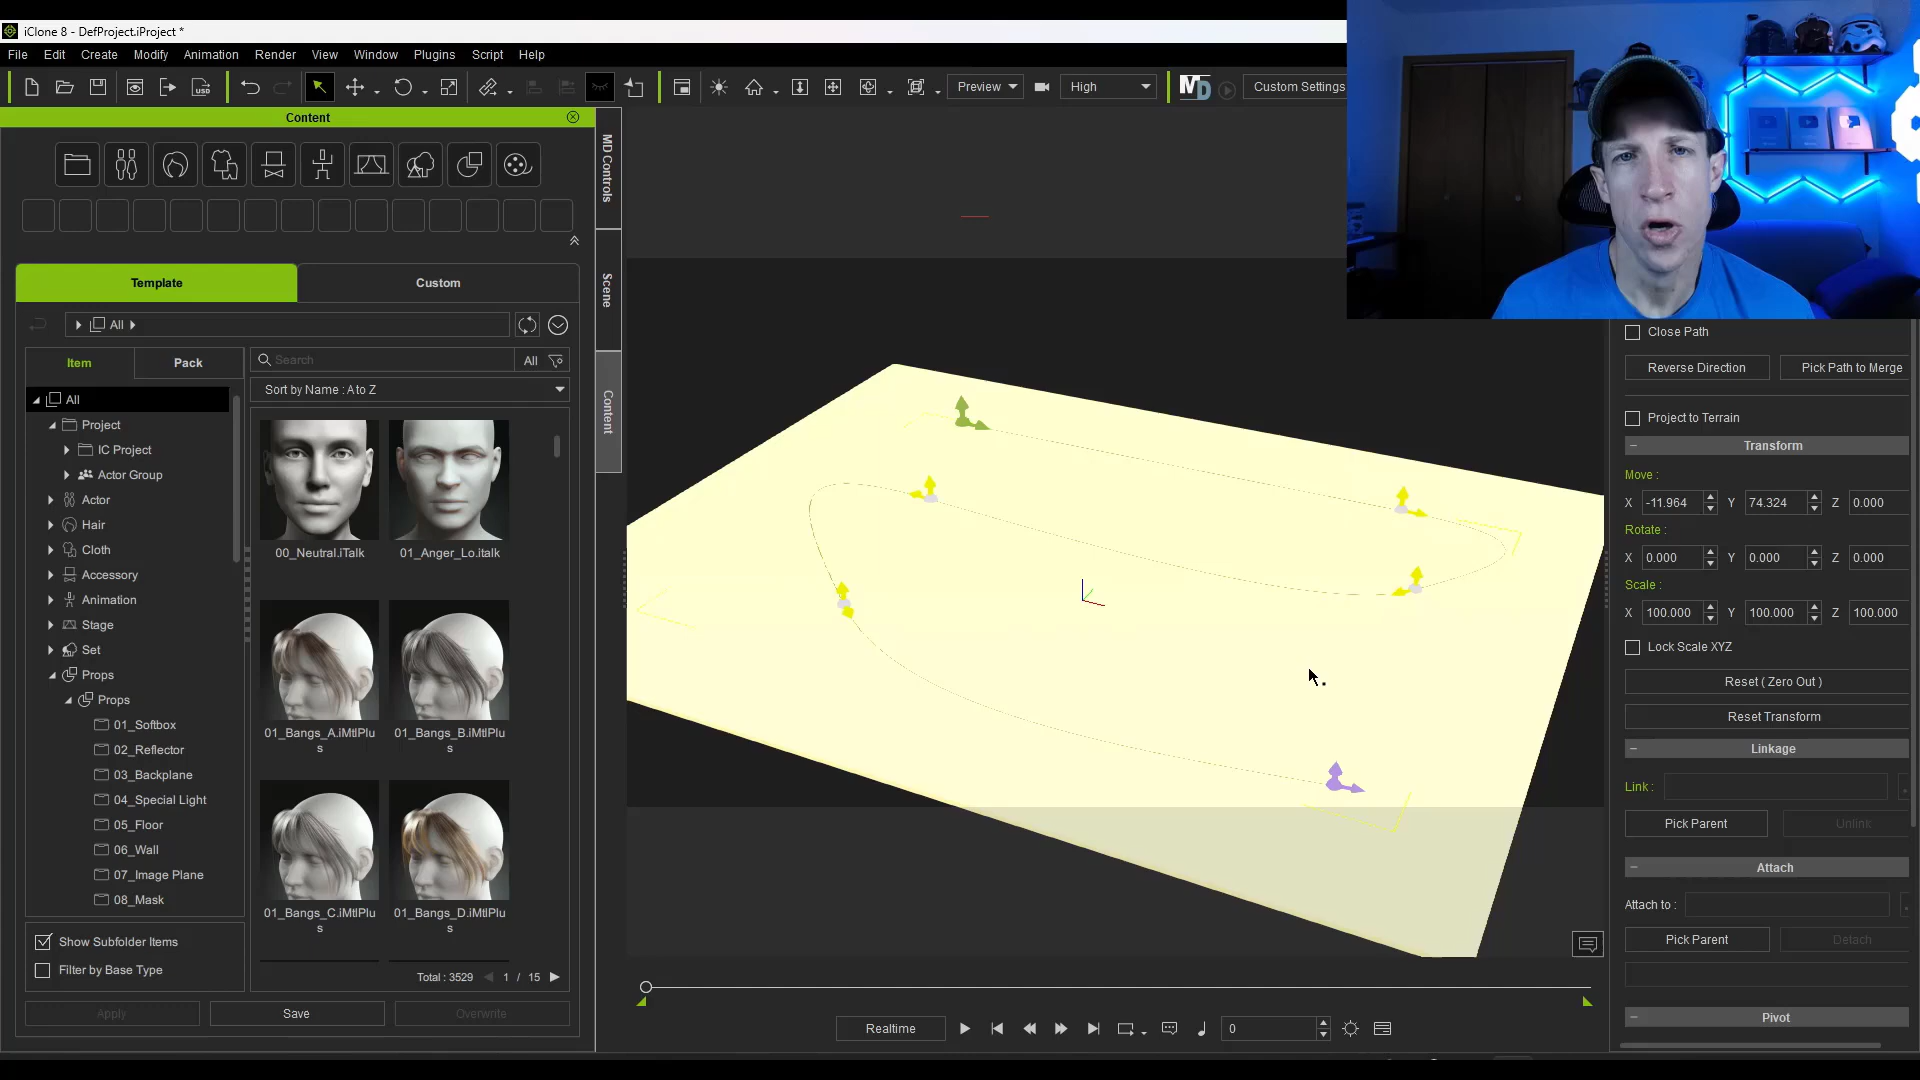 iClone 8 - DefProject.iProject *
File Edit Create Modify Animation Render View Window Plugins Script Help
Preview High MD Custom Settings
Content
MD Controls
Scene
Content
Template Custom
All
Item Pack
Search All
Sort by Name : A to Z
All
Project
IC Project
Actor Group
Actor
Hair
Cloth
Accessory
Animation
Stage
Set
Props
Props
01_Softbox
02_Reflector
03_Backplane
04_Special Light
05_Floor
06_Wall
07_Image Plane
08_Mask
00_Neutral.iTalk 01_Anger_Lo.italk
01_Bangs_A.iMtlPlu
s
01_Bangs_B.iMtlPlu
s
01_Bangs_C.iMtlPlu
s
01_Bangs_D.iMtlPlu
s
Show Subfolder Items
Filter by Base Type
Total : 3529 1 / 15
Apply Save Overwrite
Realtime 0
Close Path
Reverse Direction Pick Path to Merge
Project to Terrain
Transform
Move :
X -11.964 Y 74.324 Z 0.000
Rotate :
X 0.000 Y 0.000 Z 0.000
Scale :
X 100.000 Y 100.000 Z 100.000
Lock Scale XYZ
Reset ( Zero Out )
Reset Transform
Linkage
Link :
Pick Parent Unlink
Attach
Attach to :
Pick Parent Detach
Pivot